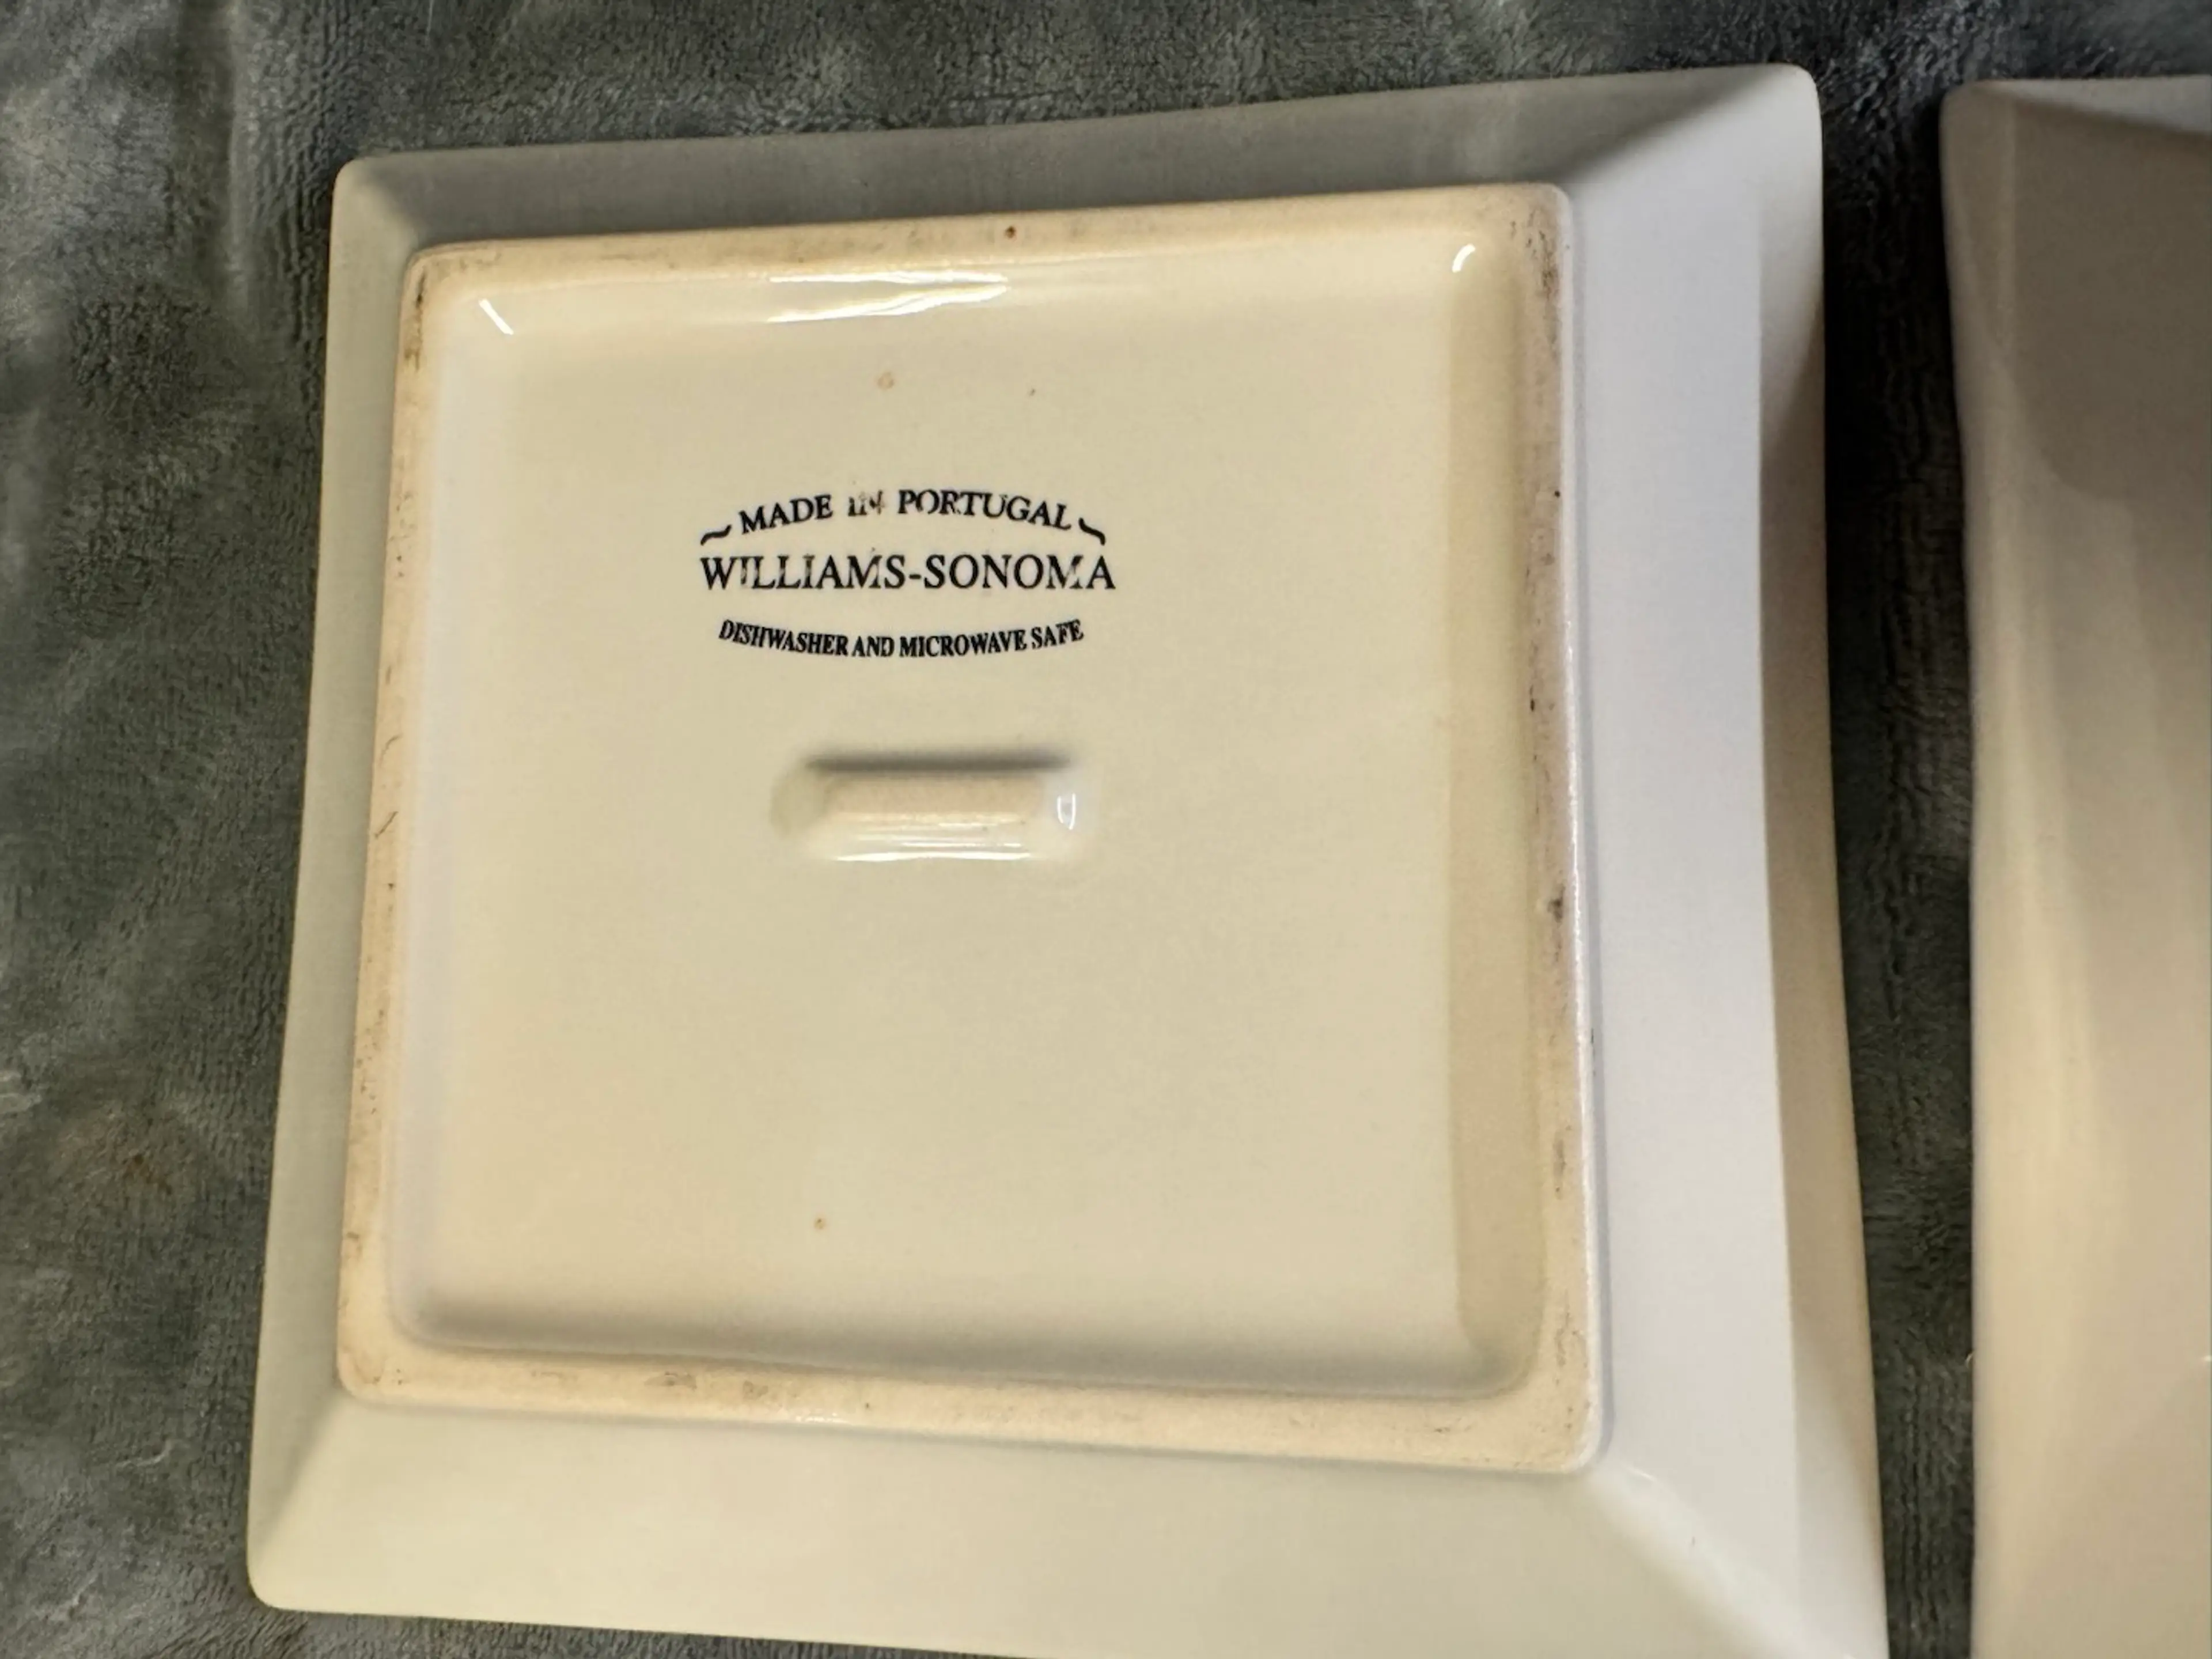 MADE IN PORTUGAL
WILLIAMS-SONOMA
DISHWASHER AND MICROWAVE SAFE